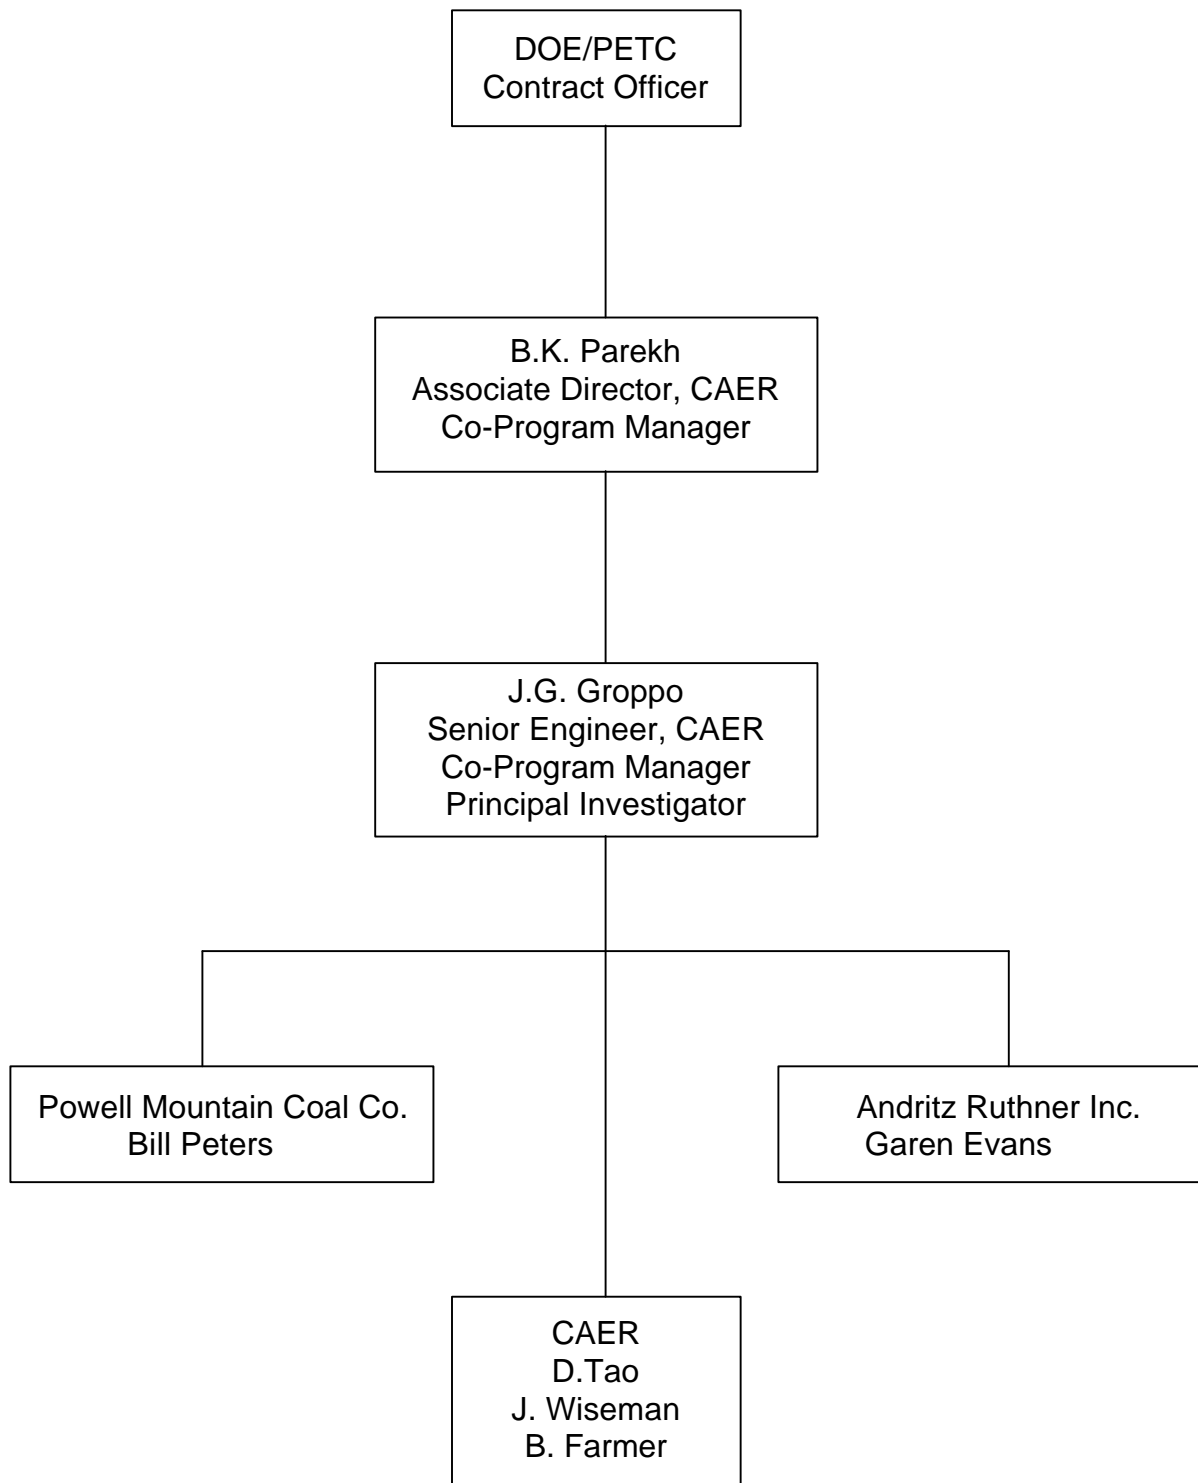 DOE/PETC
Contract Officer
B.K. Parekh
Associate Director, CAER
Co-Program Manager
J.G. Groppo
Senior Engineer, CAER
Co-Program Manager
Principal Investigator
Powell Mountain Coal Co.
Bill Peters
Andritz Ruthner Inc.
Garen Evans
CAER
D.Tao
J. Wiseman
B. Farmer